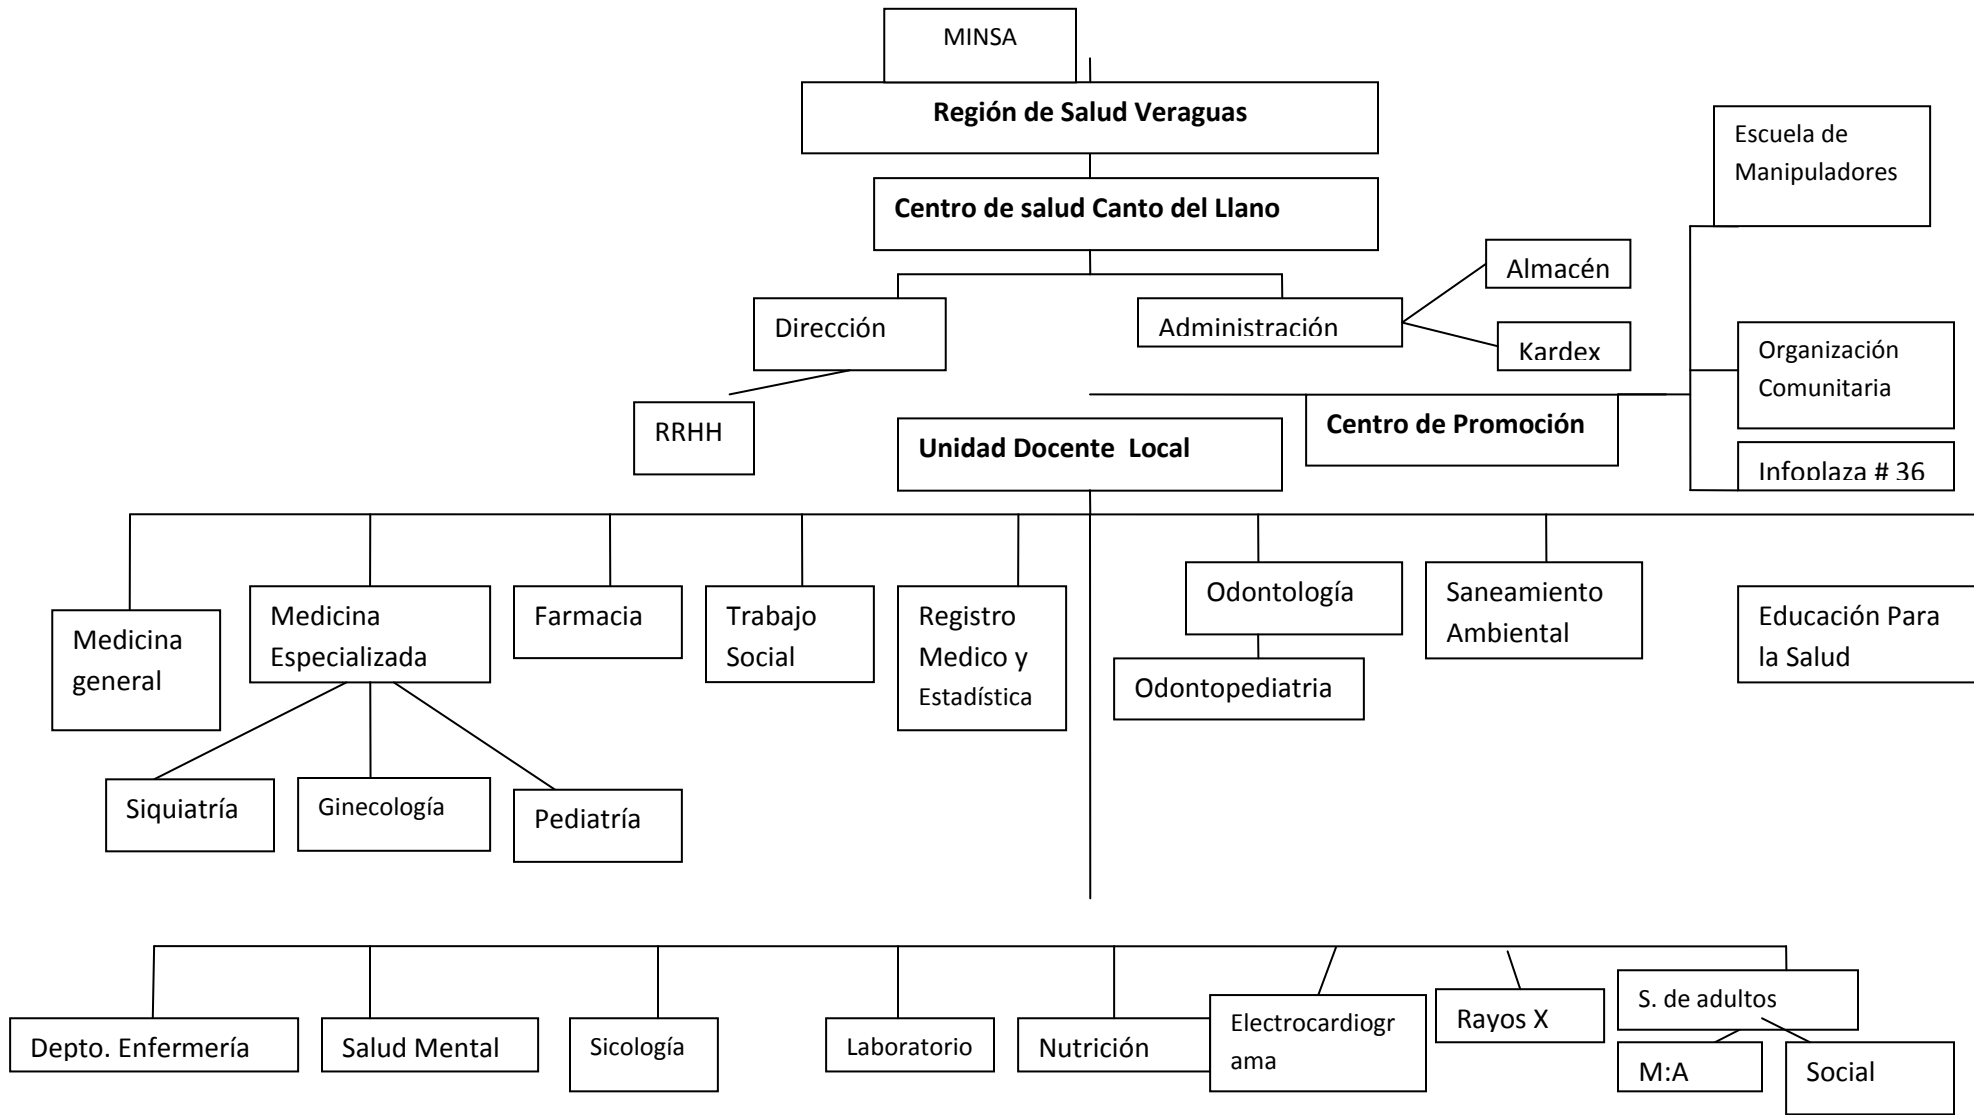 MINSA
Región de Salud Veraguas
Escuela de
Manipuladores
Centro de salud Canto del Llano
Almacén
Dirección
Administración
Kardex
Organización
Comunitaria
RRHH
Unidad Docente Local
Centro de Promoción
Infoplaza # 36
Medicina
general
Medicina
Especializada
Farmacia
Trabajo
Social
Registro
Medico y
Estadística
Odontología
Odontopediatria
Saneamiento
Ambiental
Educación Para
la Salud
Siquiatría
Ginecología
Pediatría
Depto. Enfermería
Salud Mental
Sicología
Laboratorio
Nutrición
Electrocardiogr
ama
Rayos X
S. de adultos
M:A
Social